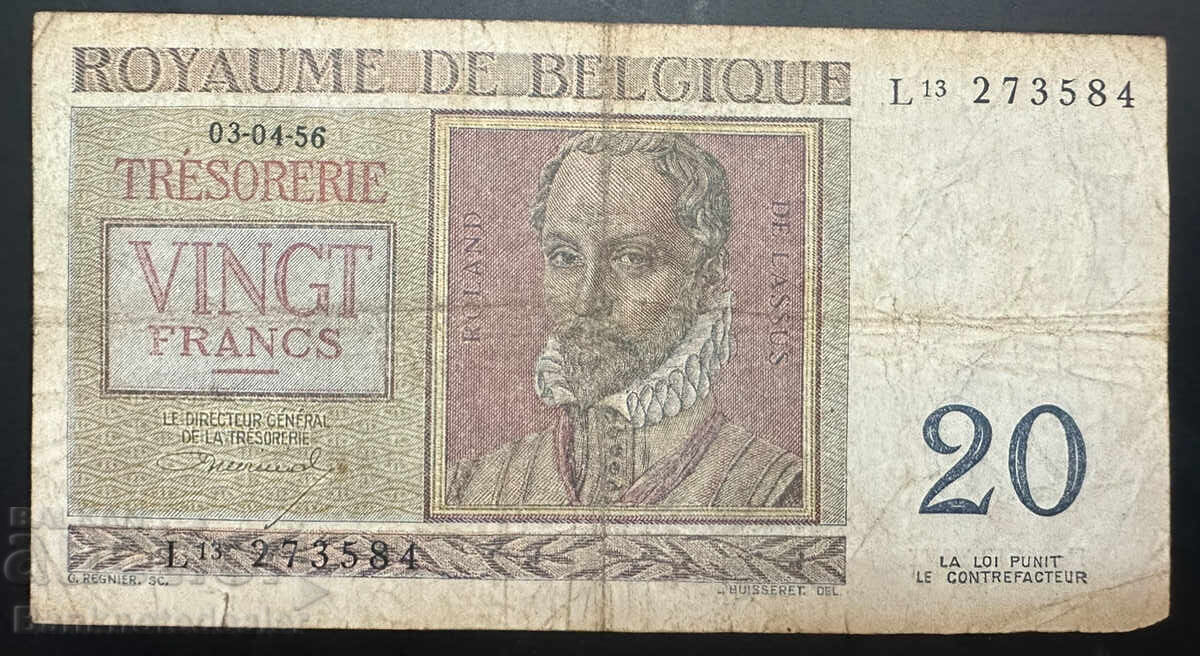 ROYAUME DE BELGIQUE
L13 273584
03-04-56
TRÉSORERIE
VINGT
FRANCS
LE DIRECTEUR GÉNÉRAL
DE LA TRÉSORERIE
ROLAND
DE LASSUS
20
L13 273584
G. REGNIER. SC.
BUISSERET. DEL.
LA LOI PUNIT
LE CONTREFACTEUR